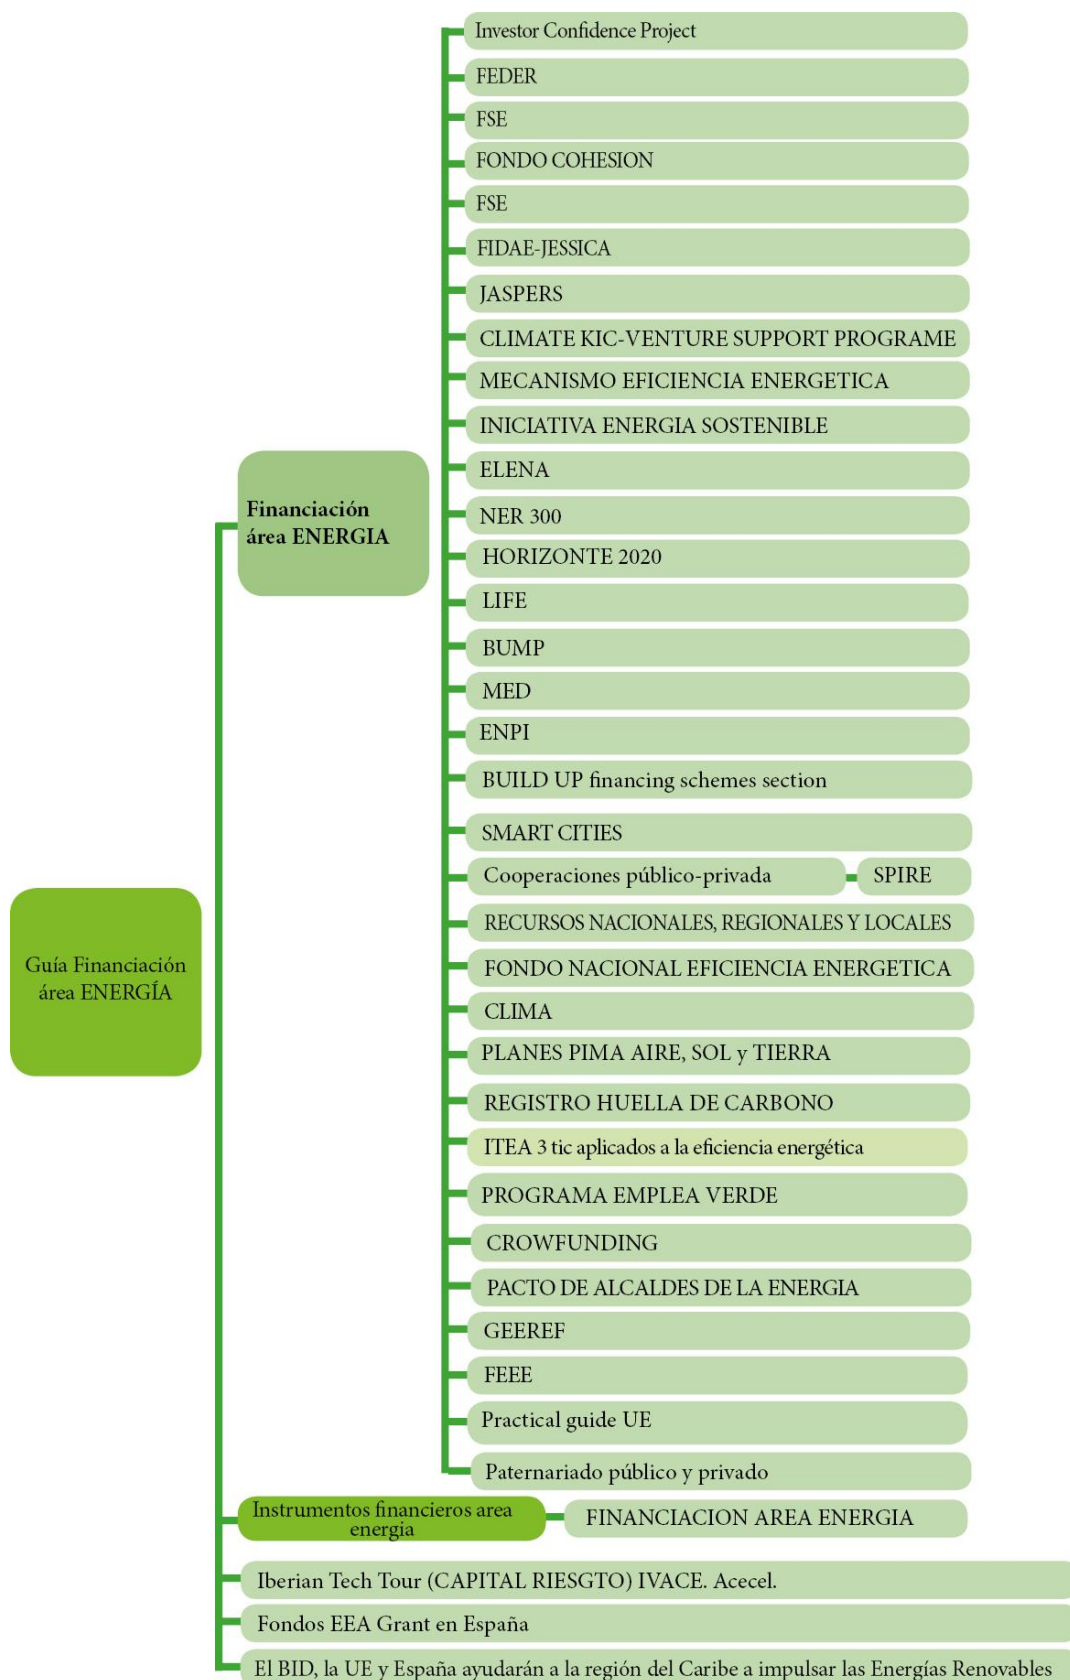 Investor Confidence Project
FEDER
FSE
FONDO COHESION
FSE
FIDAE-JESSICA
JASPERS
CLIMATE KIC-VENTURE SUPPORT PROGRAME
MECANISMO EFICIENCIA ENERGETICA
INICIATIVA ENERGIA SOSTENIBLE
ELENA
Financiación
área ENERGIA
NER 300
HORIZONTE 2020
LIFE
BUMP
MED
ENPI
BUILD UP financing schemes section
SMART CITIES
Cooperaciones público-privada
SPIRE
RECURSOS NACIONALES, REGIONALES Y LOCALES
Guía Financiación
área ENERGÍA
FONDO NACIONAL EFICIENCIA ENERGETICA
CLIMA
PLANES PIMA AIRE, SOL y TIERRA
REGISTRO HUELLA DE CARBONO
ITEA 3 tic aplicados a la eficiencia energética
PROGRAMA EMPLEA VERDE
CROWFUNDING
PACTO DE ALCALDES DE LA ENERGIA
GEEREF
FEEE
Practical guide UE
Paternariado público y privado
Instrumentos financieros area
energia
FINANCIACION AREA ENERGIA
Iberian Tech Tour (CAPITAL RIESGTO) IVACE. Acecel.
Fondos EEA Grant en España
El BID, la UE y España ayudarán a la región del Caribe a impulsar las Energías Renovables